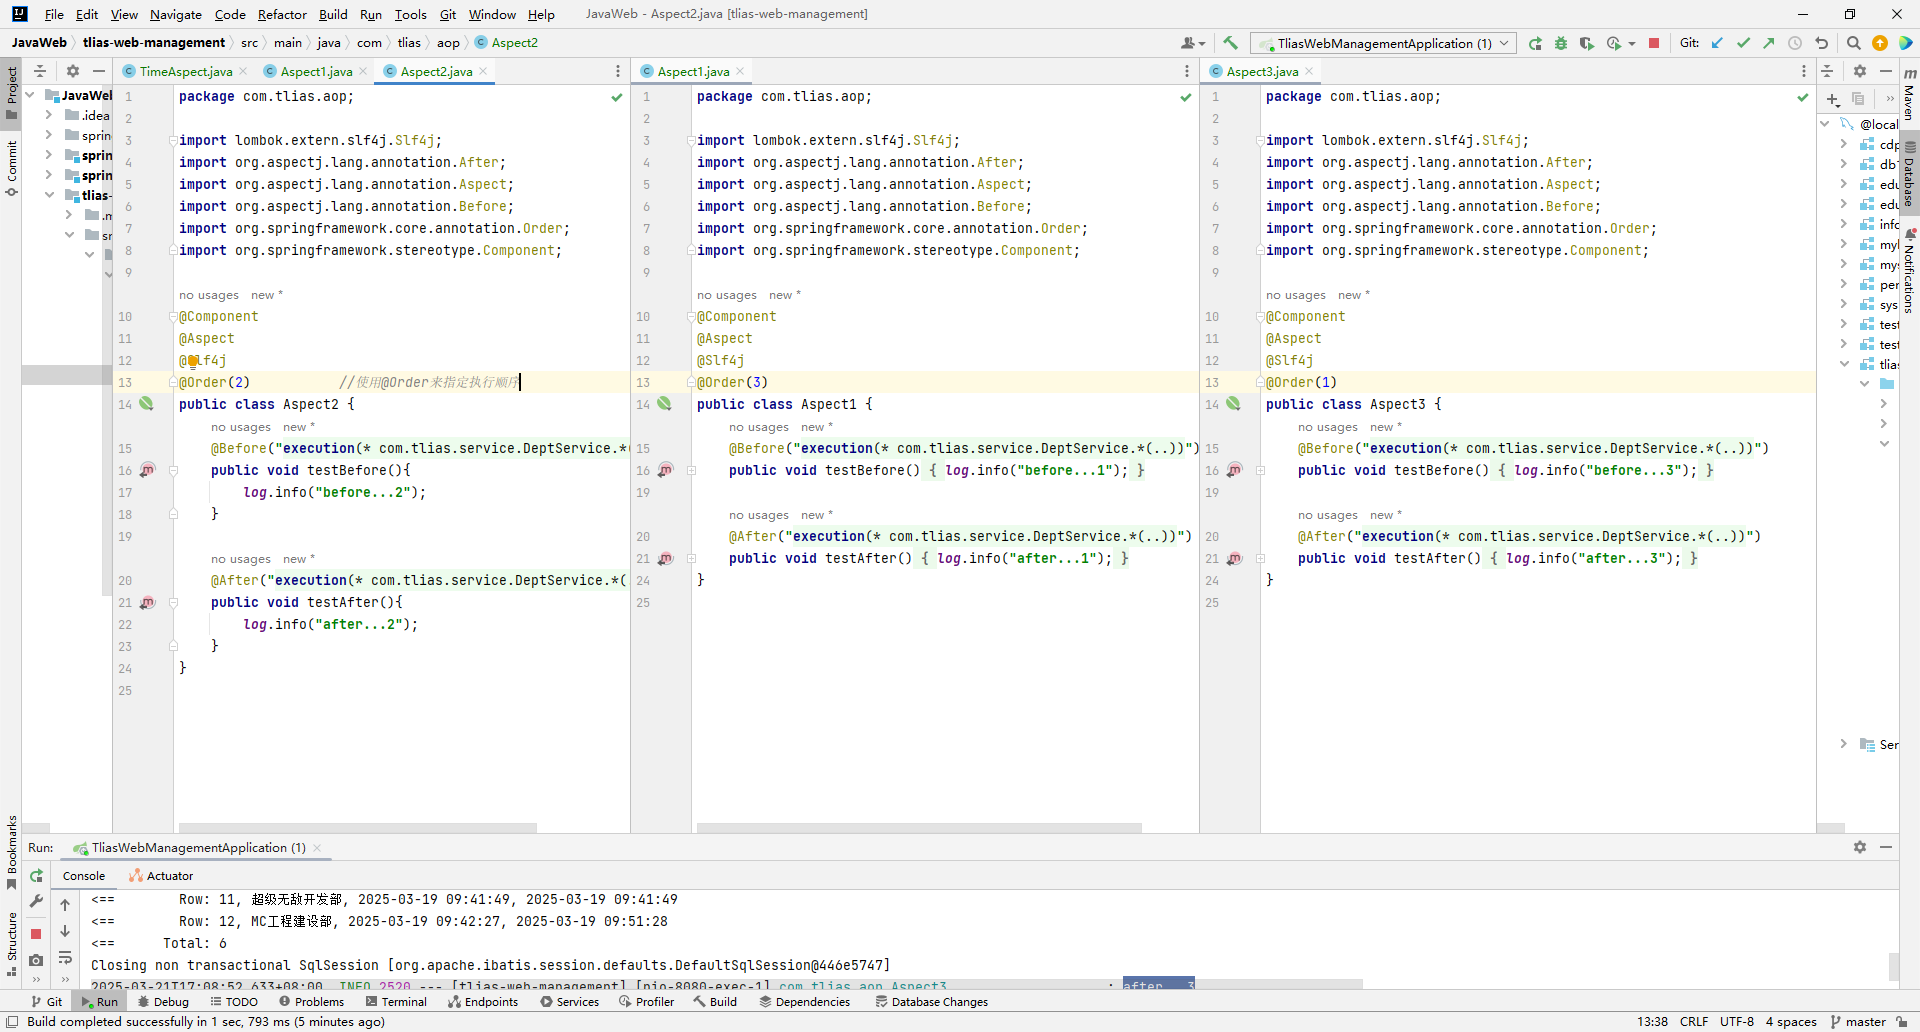 File Edit View Navigate Code Refactor Build Run Tools Git Window Help JavaWeb - Aspect2.java [tlias-web-management]
JavaWeb tlias-web-management src main java com tlias aop Aspect2
TliasWebManagementApplication (1) Git:
Project
Commit
Bookmarks
Structure
JavaWel
.idea
sprin
sprin
sprin
tlias-
.m
sr
TimeAspect.java Aspect1.java Aspect2.java
1 package com.tlias.aop;
2
3 import lombok.extern.slf4j.Slf4j;
4 import org.aspectj.lang.annotation.After;
5 import org.aspectj.lang.annotation.Aspect;
6 import org.aspectj.lang.annotation.Before;
7 import org.springframework.core.annotation.Order;
8 import org.springframework.stereotype.Component;
9
no usages new *
10 @Component
11 @Aspect
12 @Slf4j
13 @Order(2) //使用@Order来指定执行顺序
14 public class Aspect2 {
no usages new *
15 @Before("execution(* com.tlias.service.DeptService.*(
16 public void testBefore(){
17 log.info("before...2");
18 }
19
no usages new *
20 @After("execution(* com.tlias.service.DeptService.*(
21 public void testAfter(){
22 log.info("after...2");
23 }
24 }
25
Aspect1.java
1 package com.tlias.aop;
2
3 import lombok.extern.slf4j.Slf4j;
4 import org.aspectj.lang.annotation.After;
5 import org.aspectj.lang.annotation.Aspect;
6 import org.aspectj.lang.annotation.Before;
7 import org.springframework.core.annotation.Order;
8 import org.springframework.stereotype.Component;
9
no usages new *
10 @Component
11 @Aspect
12 @Slf4j
13 @Order(3)
14 public class Aspect1 {
no usages new *
15 @Before("execution(* com.tlias.service.DeptService.*(..))")
16 public void testBefore() { log.info("before...1"); }
19
no usages new *
20 @After("execution(* com.tlias.service.DeptService.*(..))")
21 public void testAfter() { log.info("after...1"); }
24 }
25
Aspect3.java
1 package com.tlias.aop;
2
3 import lombok.extern.slf4j.Slf4j;
4 import org.aspectj.lang.annotation.After;
5 import org.aspectj.lang.annotation.Aspect;
6 import org.aspectj.lang.annotation.Before;
7 import org.springframework.core.annotation.Order;
8 import org.springframework.stereotype.Component;
9
no usages new *
10 @Component
11 @Aspect
12 @Slf4j
13 @Order(1)
14 public class Aspect3 {
no usages new *
15 @Before("execution(* com.tlias.service.DeptService.*(..))")
16 public void testBefore() { log.info("before...3"); }
19
no usages new *
20 @After("execution(* com.tlias.service.DeptService.*(..))")
21 public void testAfter() { log.info("after...3"); }
24 }
25
@local
cdp
edu
edu
info
mys
per
sys
test
test
tlias
Ser
Maven
Database
Notifications
Run: TliasWebManagementApplication (1)
Console Actuator
<== Row: 11, 超级无敌开发部, 2025-03-19 09:41:49, 2025-03-19 09:41:49
<== Row: 12, MC工程建设部, 2025-03-19 09:42:27, 2025-03-19 09:51:28
<== Total: 6
Closing non transactional SqlSession [org.apache.ibatis.session.defaults.DefaultSqlSession@446e5747]
2025-03-21T17:08:52.633+08:00 INFO 2520 --- [tlias-web-management] [nio-8080-exec-1] com.tlias.aop.Aspect3 : after...3
Git Run Debug TODO Problems Terminal Endpoints Services Profiler Build Dependencies Database Changes
Build completed successfully in 1 sec, 793 ms (5 minutes ago) 13:38 CRLF UTF-8 4 spaces master